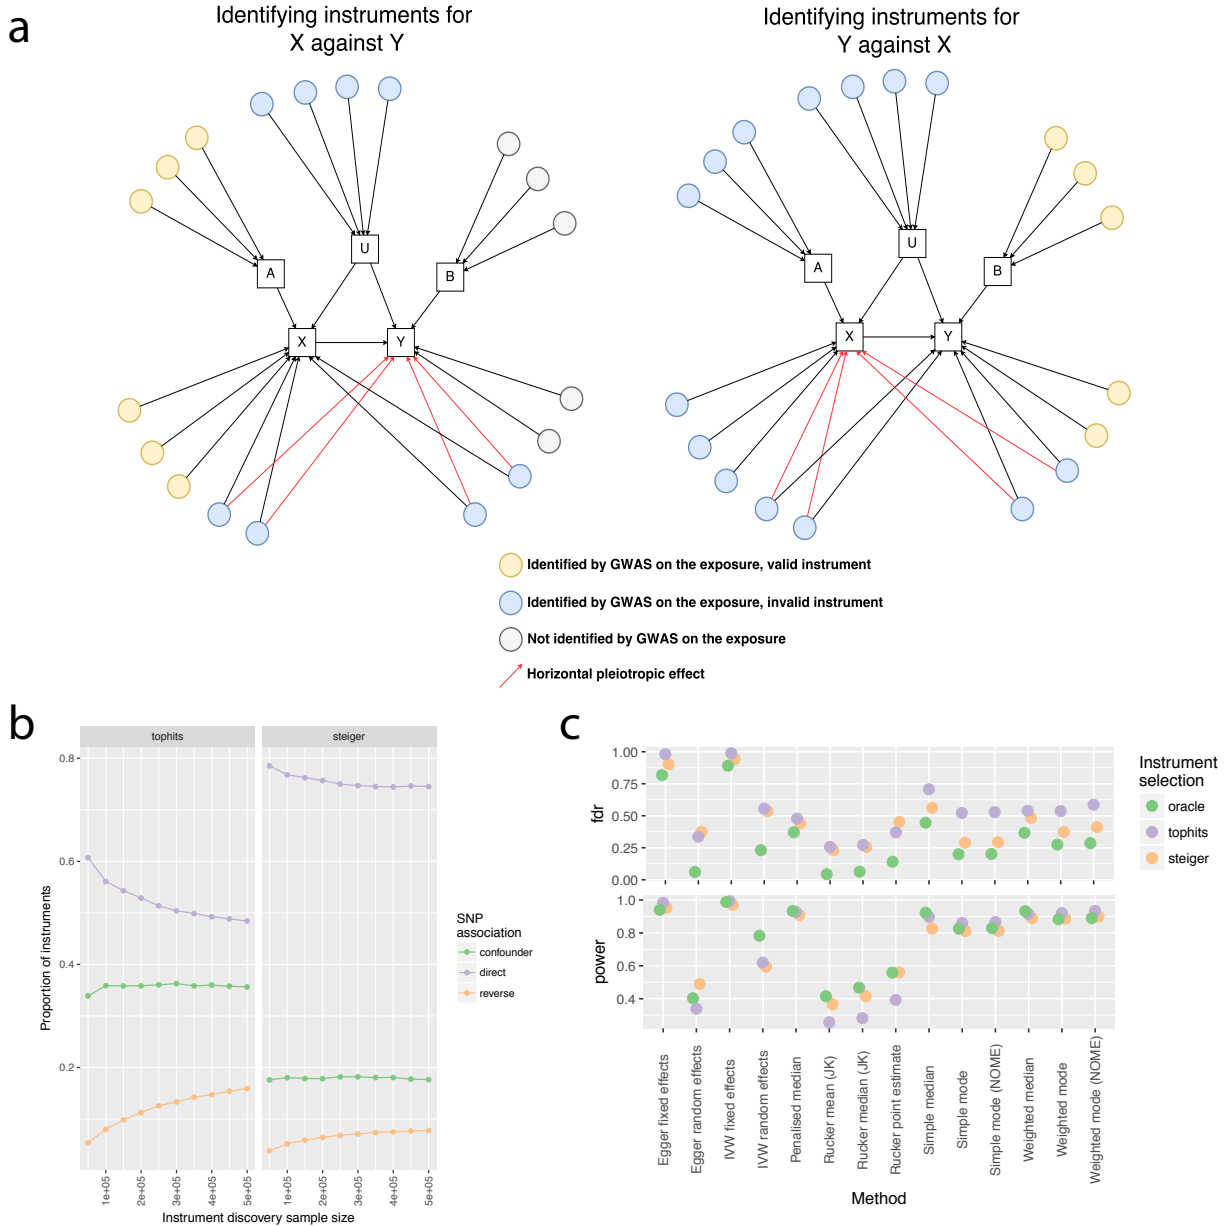 a
Identifying instruments for
X against Y
Identifying instruments for
Y against X
U
A
B
X
Y
U
A
B
X
Y
Identified by GWAS on the exposure, valid instrument
Identified by GWAS on the exposure, invalid instrument
Not identified by GWAS on the exposure
Horizontal pleiotropic effect
b
tophits
steiger
0.8
0.6
0.4
0.2
Proportion of instruments
1e+05
2e+05
3e+05
4e+05
5e+05
1e+05
2e+05
3e+05
4e+05
5e+05
Instrument discovery sample size
SNP
association
confounder
direct
reverse
c
1.00
0.75
0.50
0.25
0.00
fdr
1.0
0.8
0.6
0.4
power
Egger fixed effects
Egger random effects
IVW fixed effects
IVW random effects
Penalised median
Rucker mean (JK)
Rucker median (JK)
Rucker point estimate
Simple median
Simple mode
Simple mode (NOME)
Weighted median
Weighted mode
Weighted mode (NOME)
Method
Instrument
selection
oracle
tophits
steiger